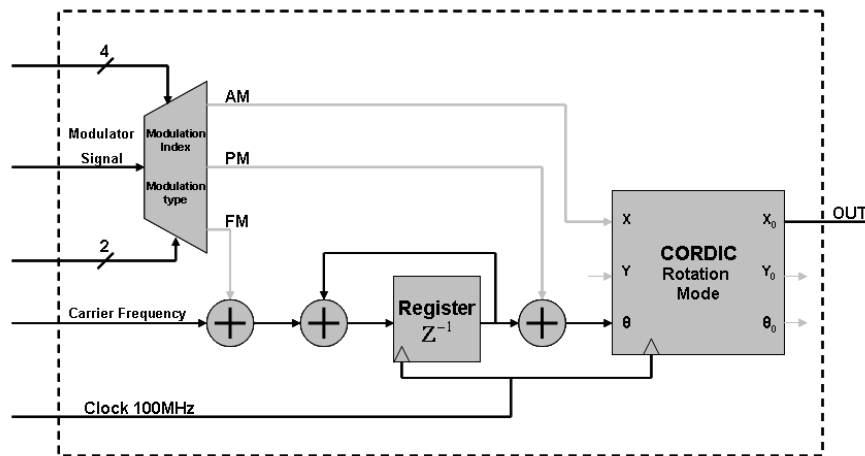 4
AM
Modulator
Signal
Modulation
Index
Modulation
type
PM
FM
2
Carrier Frequency
+
+
Register
Z⁻¹
+
X
Y
θ
CORDIC
Rotation
Mode
X₀
Y₀
θ₀
OUT
Clock 100MHz